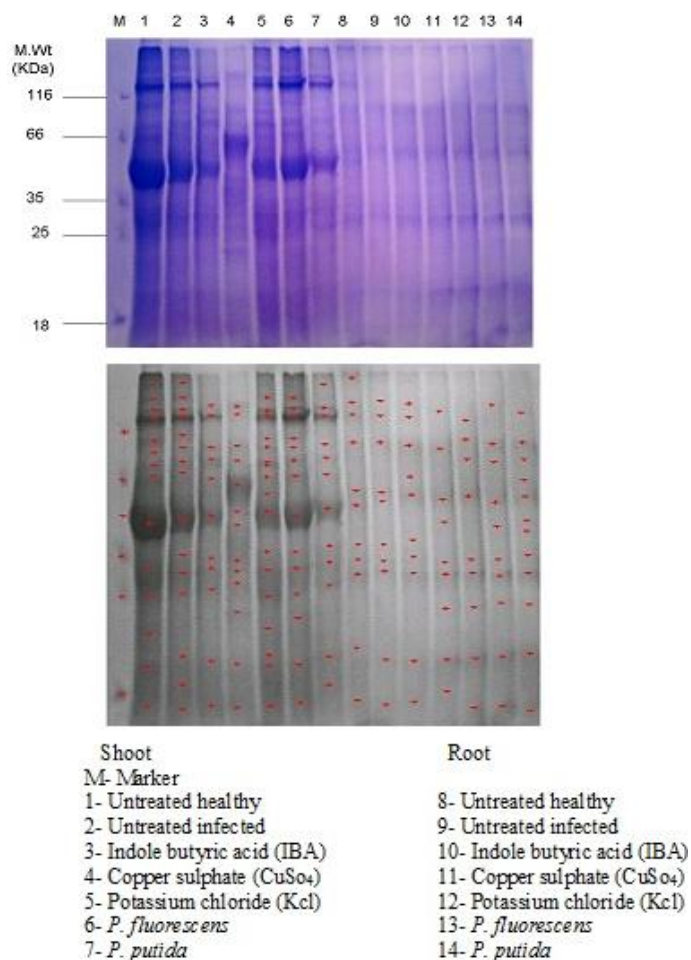 M 1 2 3 4 5 6 7 8 9 10 11 12 13 14
M.Wt
(KDa)
116
66
35
25
18
Shoot
M- Marker
1- Untreated healthy
2- Untreated infected
3- Indole butyric acid (IBA)
4- Copper sulphate (CuSo₄)
5- Potassium chloride (Kcl)
6- P. fluorescens
7- P. putida
Root
8- Untreated healthy
9- Untreated infected
10- Indole butyric acid (IBA)
11- Copper sulphate (CuSo₄)
12- Potassium chloride (Kcl)
13- P. fluorescens
14- P. putida